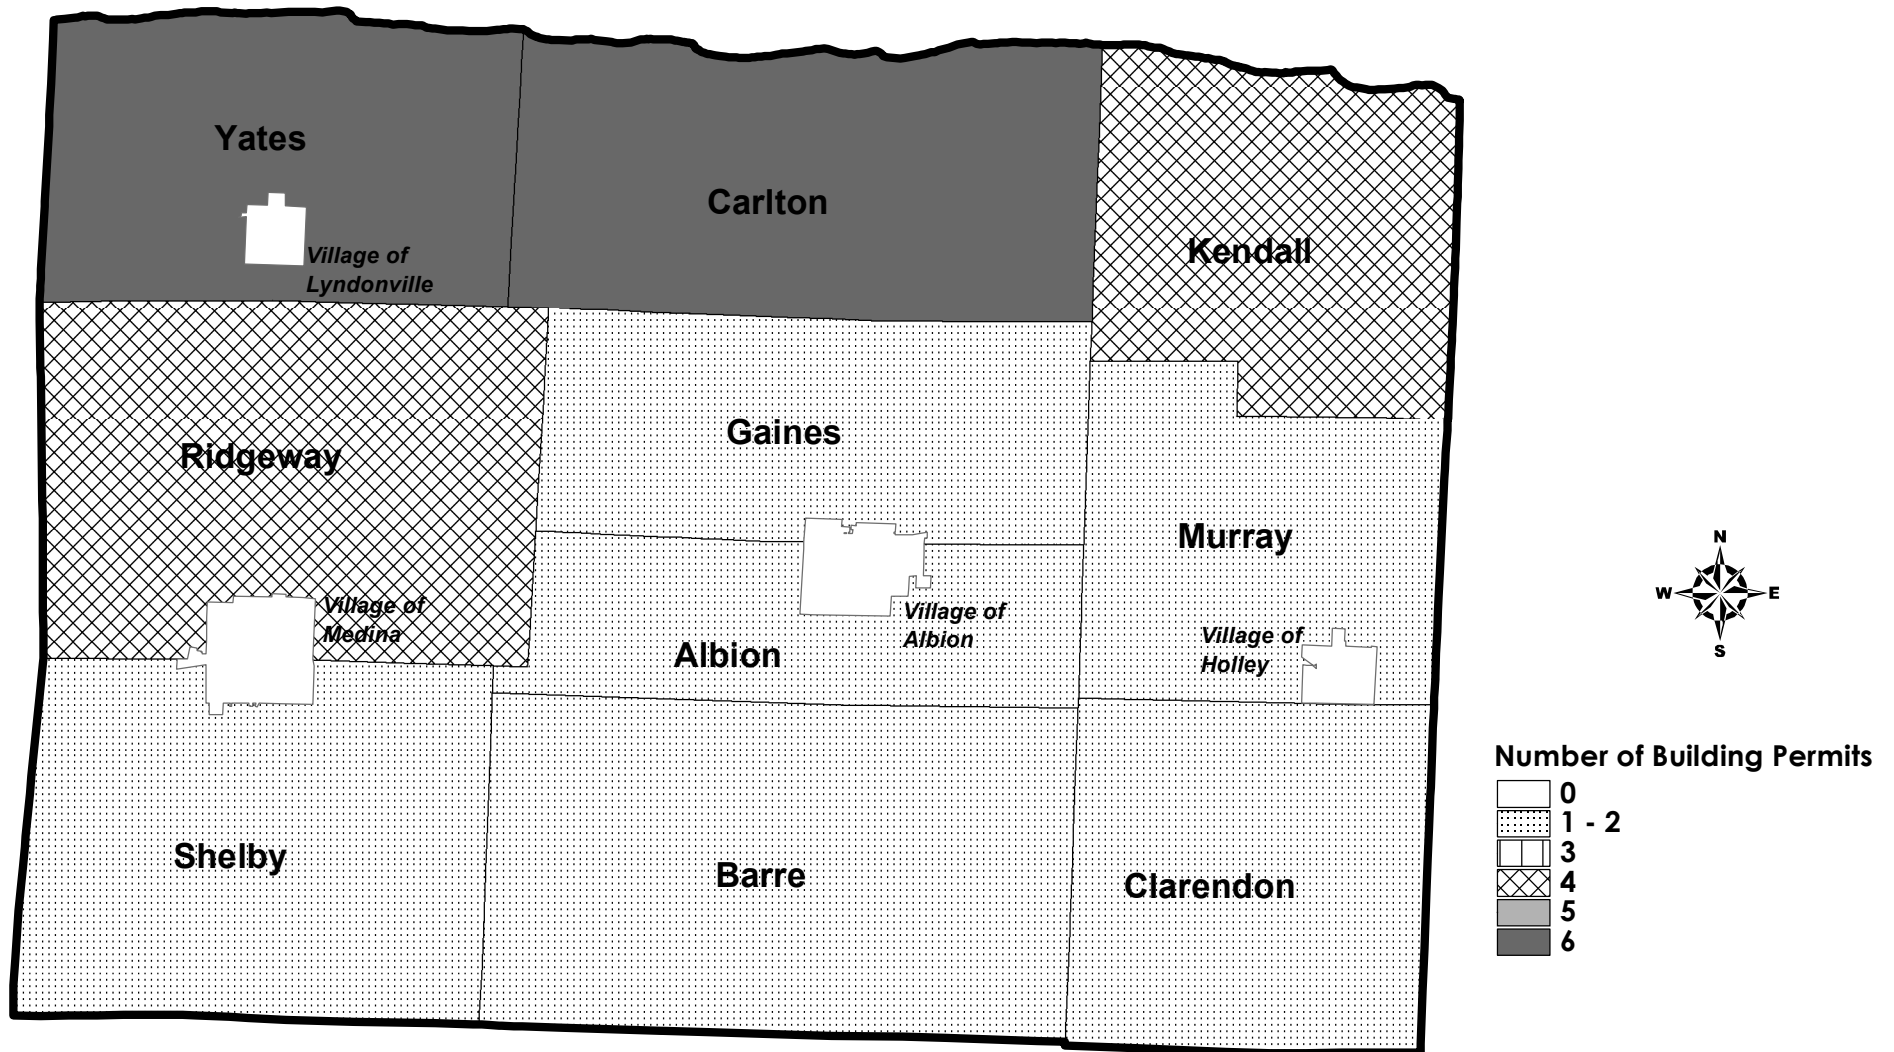 Yates
Carlton
Kendall
Village of
Lyndonville
Gaines
Ridgeway
Murray
Village of
Medina
Village of
Albion
Albion
Village of
Holley
Shelby
Barre
Clarendon
N
W E
S
Number of Building Permits
0
1 - 2
3
4
5
6